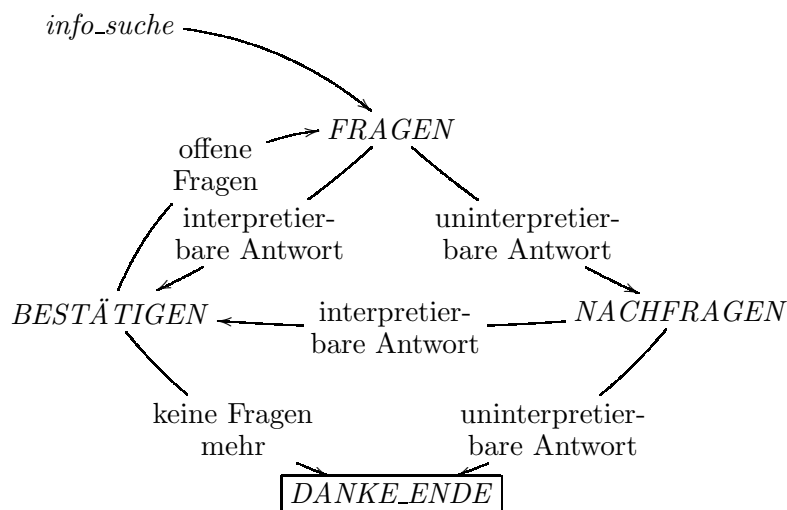 info_suche
FRAGEN
offene
Fragen
interpretier-
bare Antwort
uninterpretier-
bare Antwort
BESTÄTIGEN
interpretier-
bare Antwort
NACHFRAGEN
keine Fragen
mehr
uninterpretier-
bare Antwort
DANKE_ENDE